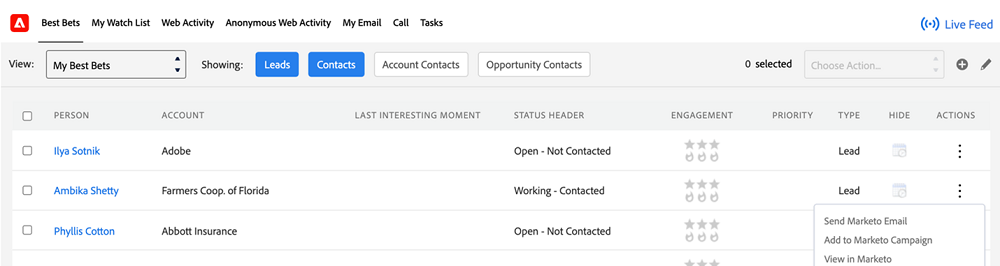 Best Bets My Watch List Web Activity Anonymous Web Activity My Email Call Tasks Live Feed
View: My Best Bets Showing: Leads Contacts Account Contacts Opportunity Contacts 0 selected Choose Action...
PERSON ACCOUNT LAST INTERESTING MOMENT STATUS HEADER ENGAGEMENT PRIORITY TYPE HIDE ACTIONS
Ilya Sotnik Adobe Open - Not Contacted Lead
Ambika Shetty Farmers Coop. of Florida Working - Contacted Lead
Send Marketo Email
Phyllis Cotton Abbott Insurance Open - Not Contacted
Add to Marketo Campaign
View in Marketo